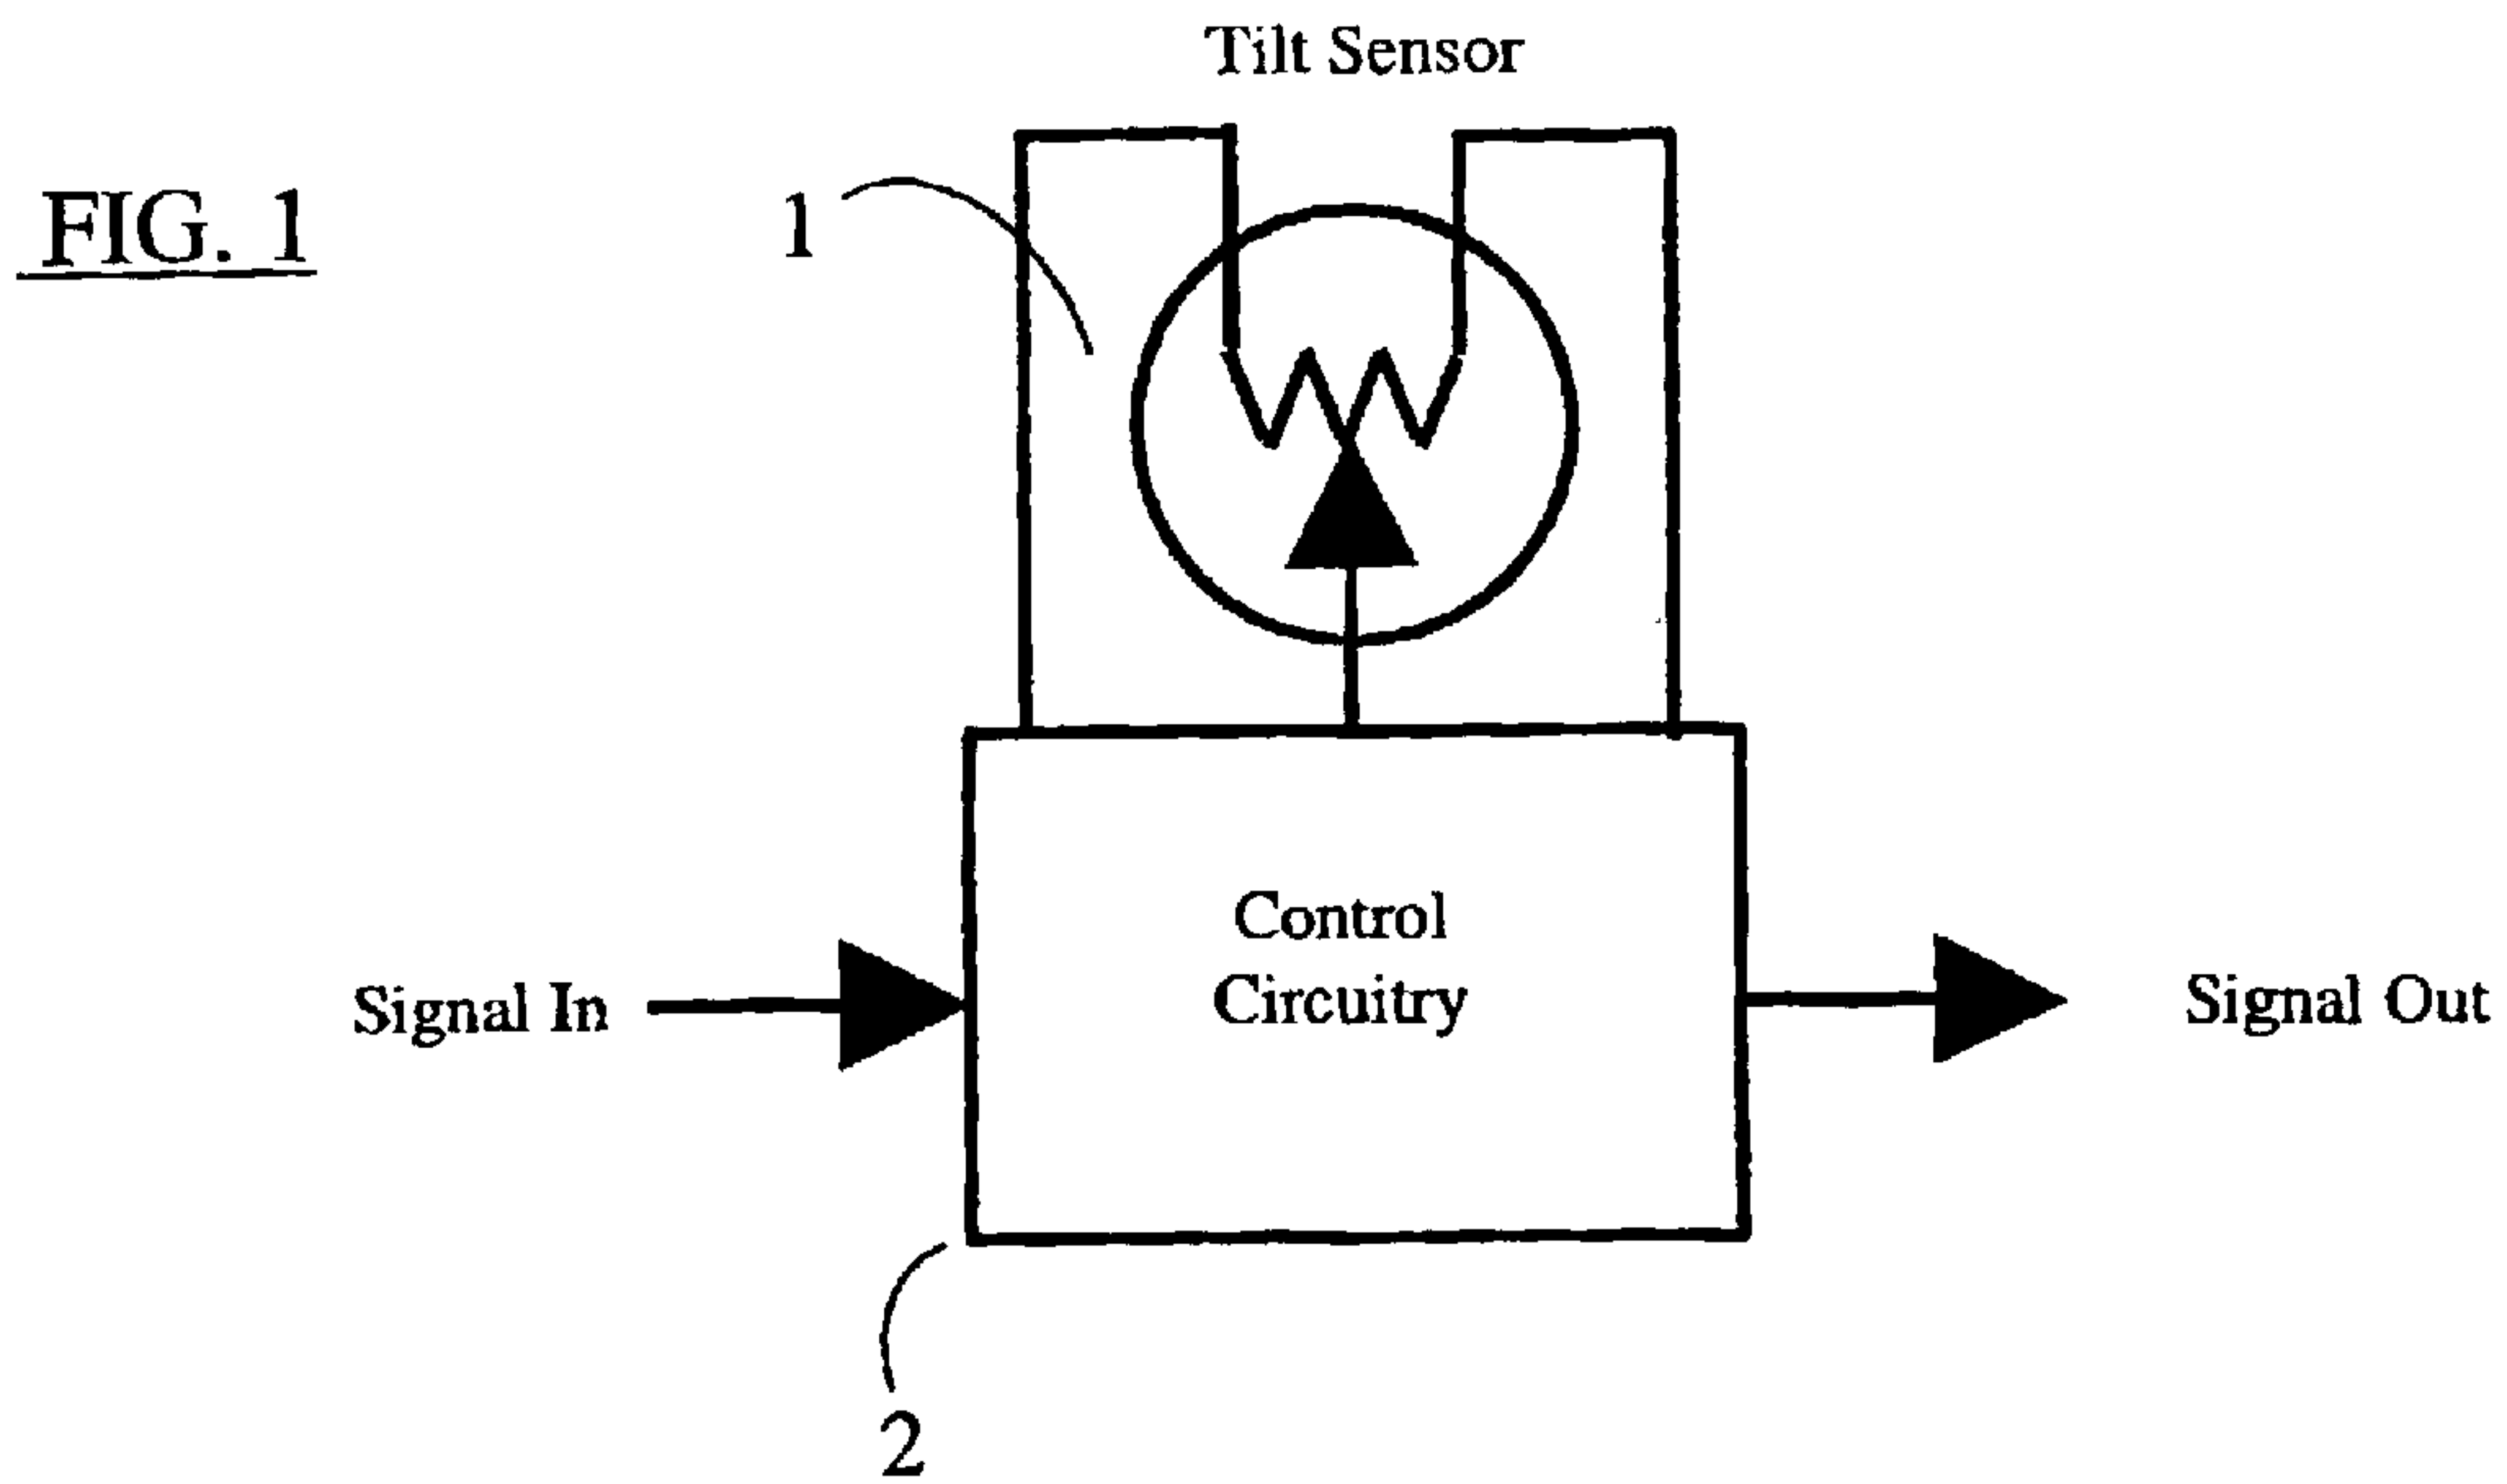 Tilt Sensor
FIG. 1
1
Control
Circuitry
Signal In
Signal Out
2